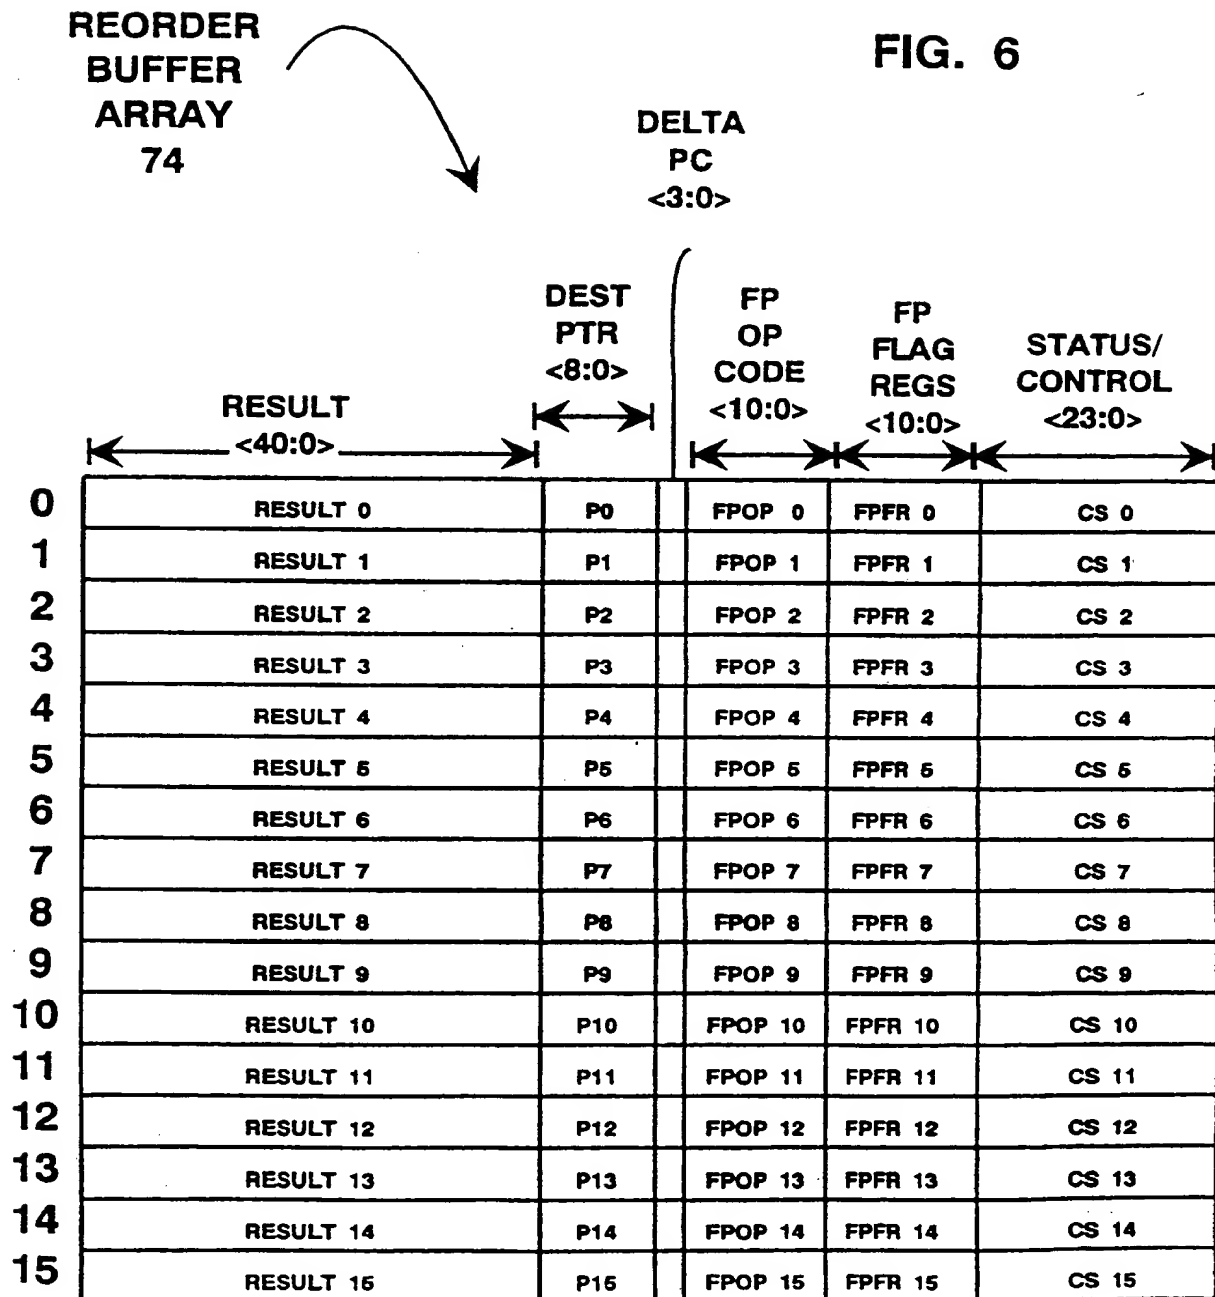 REORDER
BUFFER
ARRAY
74
FIG. 6
DELTA
PC
<3:0>
DEST
PTR
<8:0>
FP
OP
CODE
<10:0>
FP
FLAG
REGS
<10:0>
STATUS/
CONTROL
<23:0>
RESULT
<40:0>
0 RESULT 0 P0 FPOP 0 FPFR 0 CS 0
1 RESULT 1 P1 FPOP 1 FPFR 1 CS 1
2 RESULT 2 P2 FPOP 2 FPFR 2 CS 2
3 RESULT 3 P3 FPOP 3 FPFR 3 CS 3
4 RESULT 4 P4 FPOP 4 FPFR 4 CS 4
5 RESULT 5 P5 FPOP 5 FPFR 5 CS 5
6 RESULT 6 P6 FPOP 6 FPFR 6 CS 6
7 RESULT 7 P7 FPOP 7 FPFR 7 CS 7
8 RESULT 8 P8 FPOP 8 FPFR 8 CS 8
9 RESULT 9 P9 FPOP 9 FPFR 9 CS 9
10 RESULT 10 P10 FPOP 10 FPFR 10 CS 10
11 RESULT 11 P11 FPOP 11 FPFR 11 CS 11
12 RESULT 12 P12 FPOP 12 FPFR 12 CS 12
13 RESULT 13 P13 FPOP 13 FPFR 13 CS 13
14 RESULT 14 P14 FPOP 14 FPFR 14 CS 14
15 RESULT 15 P15 FPOP 15 FPFR 15 CS 15